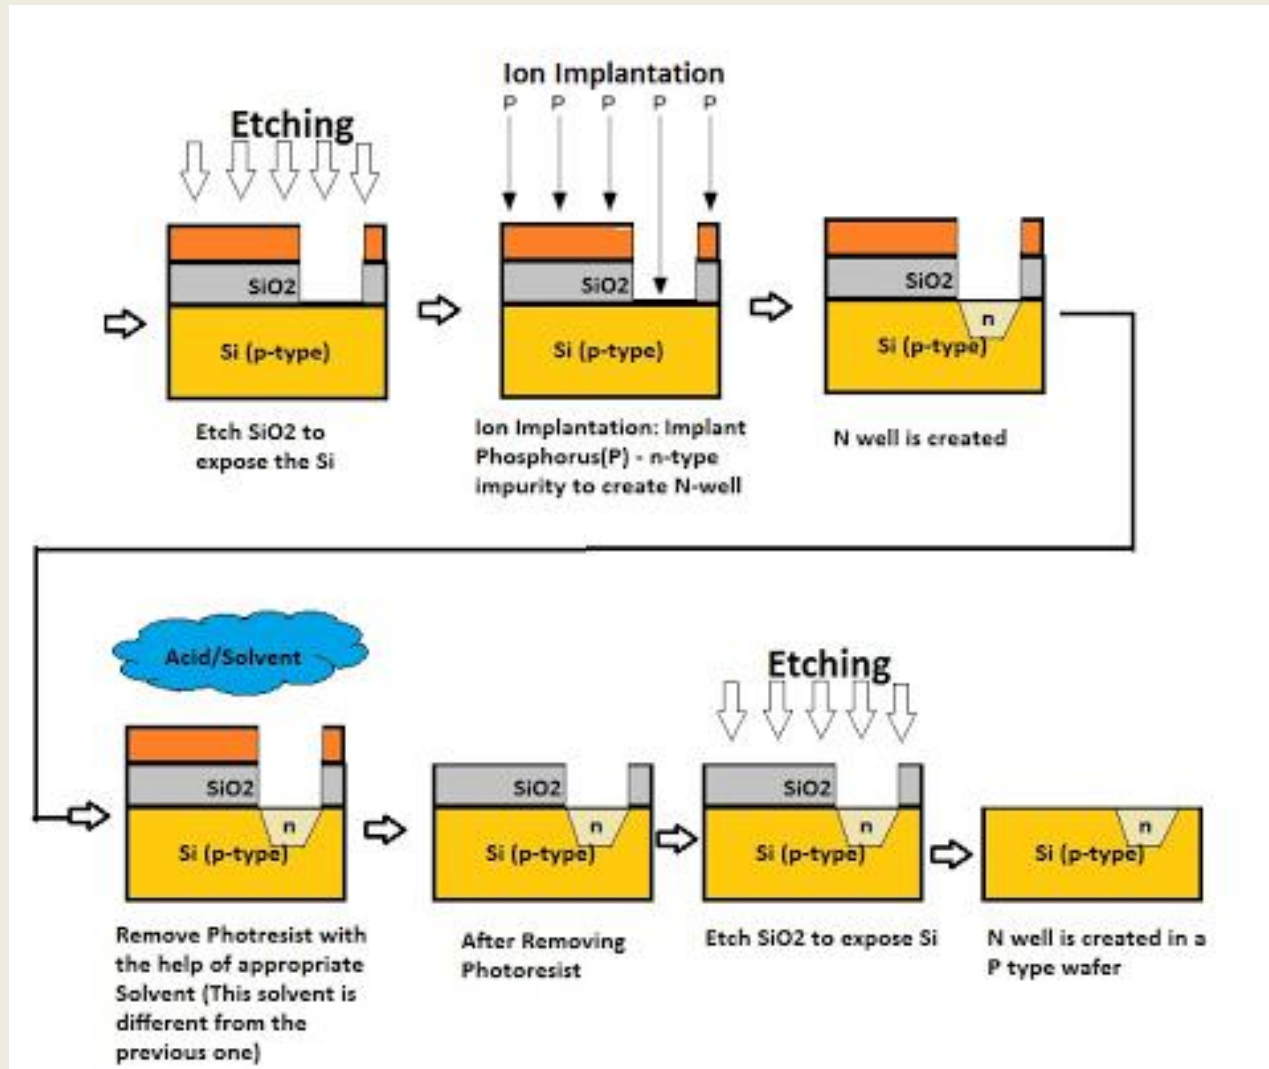 Ion Implantation
P P P P P
Etching
SiO2
Si (p-type)
Etch SiO2 to
expose the Si
SiO2
Si (p-type)
Ion Implantation: Implant
Phosphorus(P) - n-type
impurity to create N-well
SiO2
n
Si (p-type)
N well is created
Acid/Solvent
SiO2
n
Si (p-type)
Remove Photresist with
the help of appropriate
Solvent (This solvent is
different from the
previous one)
SiO2
n
Si (p-type)
After Removing
Photoresist
Etching
SiO2
n
Si (p-type)
Etch SiO2 to expose Si
n
Si (p-type)
N well is created in a
P type wafer